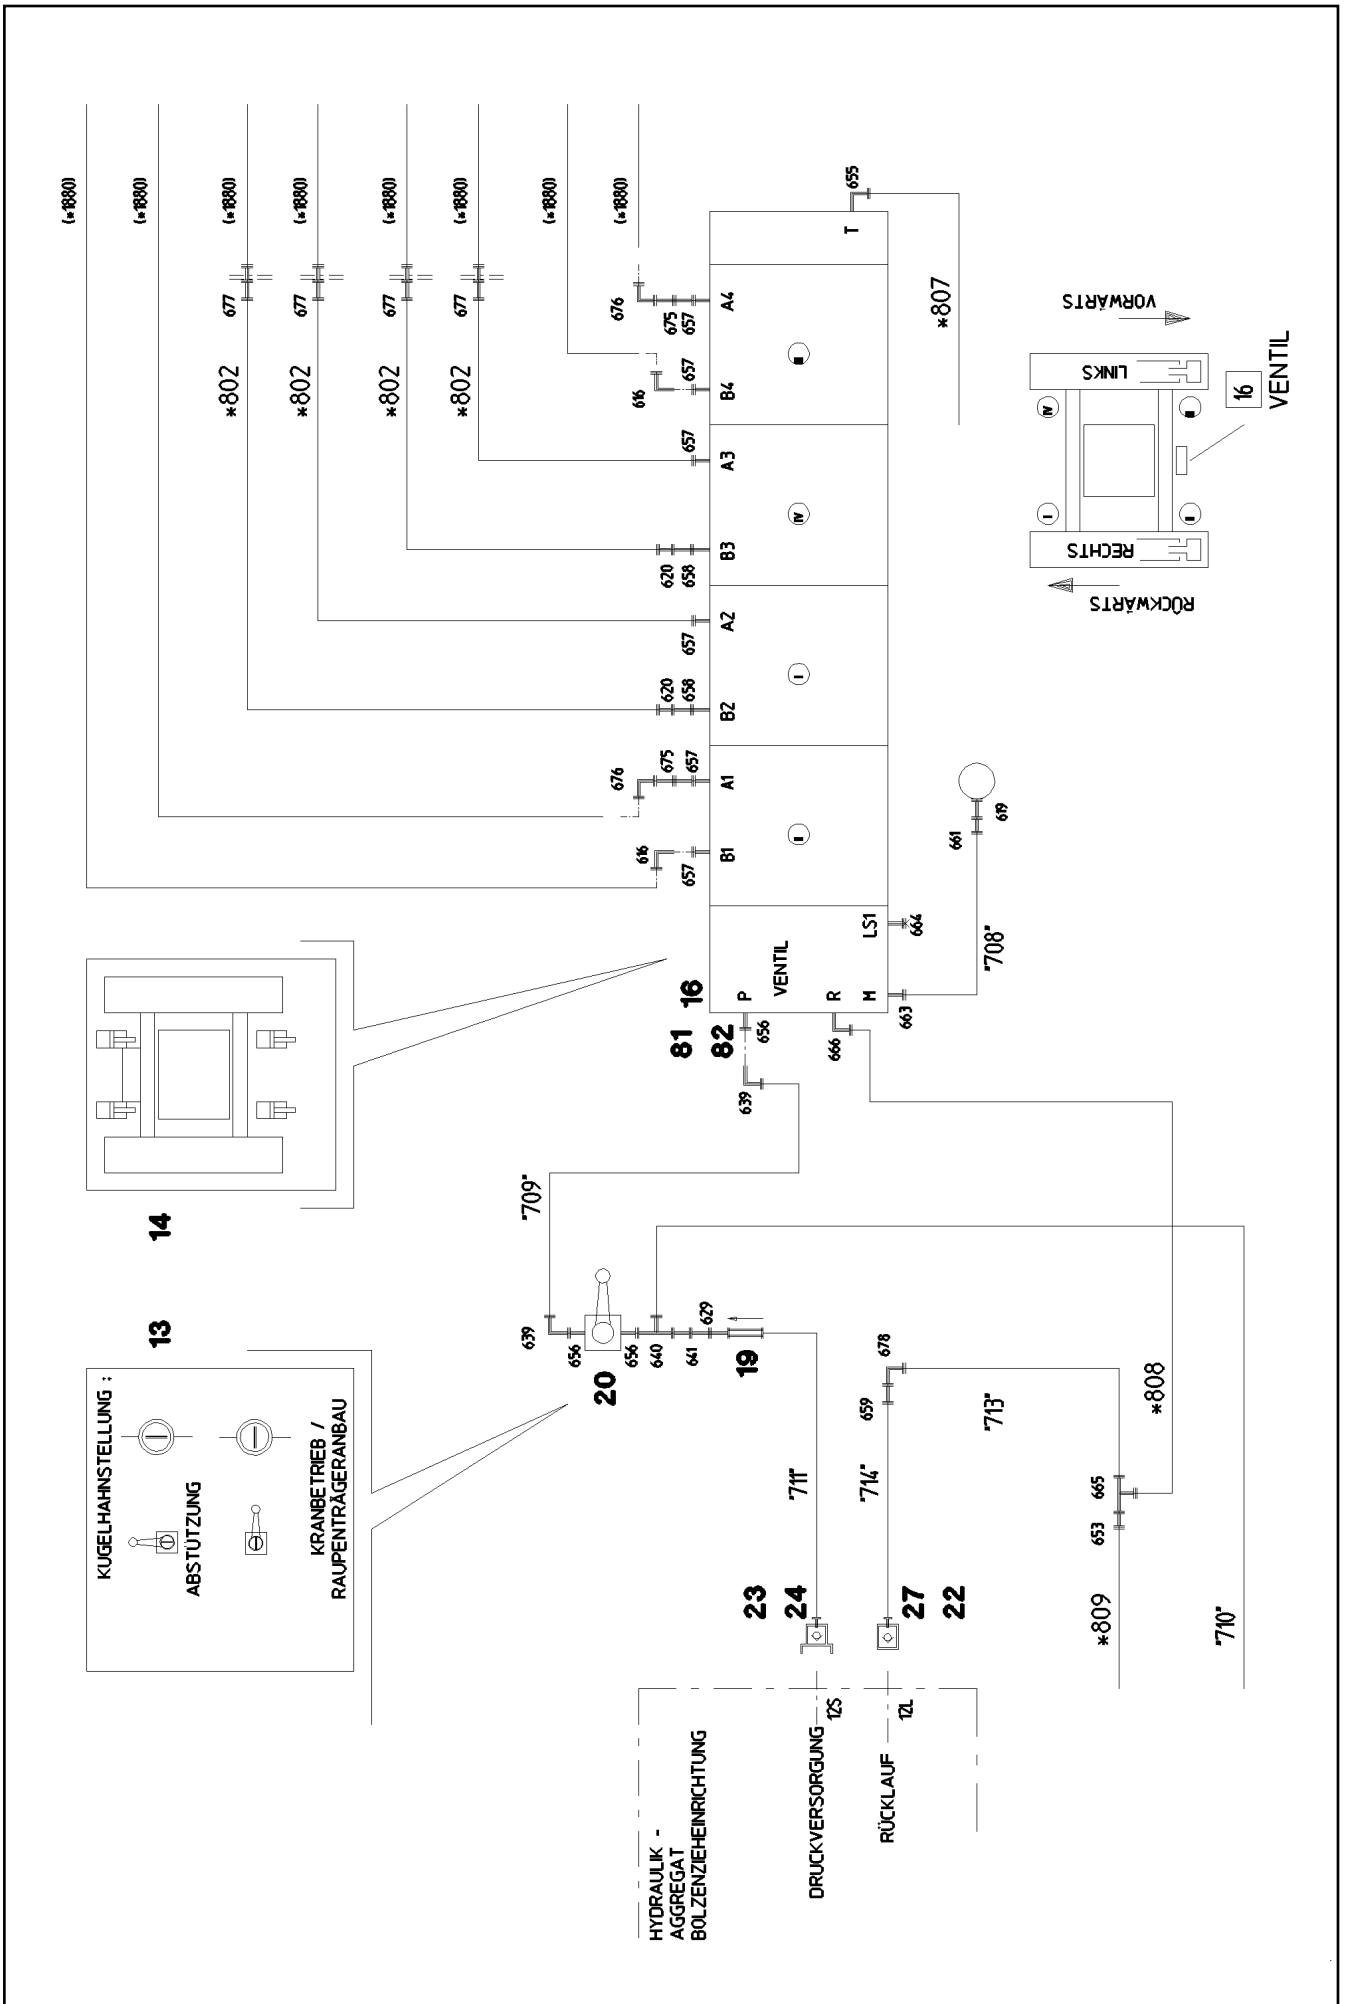 KUGELHAHNSTELLUNG :
ABSTÜTZUNG
KRANBETRIEB /
RAUPENTRÄGERANBAU
13
14
(*1880)
(*1880)
(*1880)
(*1880)
(*1880)
(*1880)
(*1880)
(*1880)
677
677
677
677
*802
*802
*802
*802
HYDRAULIK -
AGGREGAT
BOLZENZIEHEINRICHTUNG
DRUCKVERSORGUNG
12S
RÜCKLAUF
12L
23
24
27
22
"711"
"714"
"713"
659
678
19
20
639
656
656
640
641
629
"709"
639
656
81
82
16
P
VENTIL
R
M
LS1
666
663
664
"708"
661
619
616
657
B1
676
675
657
A1
620
658
B2
657
A2
620
658
B3
657
A3
616
657
B4
676
675
657
A4
T
655
*807
II
I
IV
III
*809
653
665
*808
"710"
RÜCKWÄRTS
RECHTS
LINKS
VORWÄRTS
I
IV
II
III
16
VENTIL